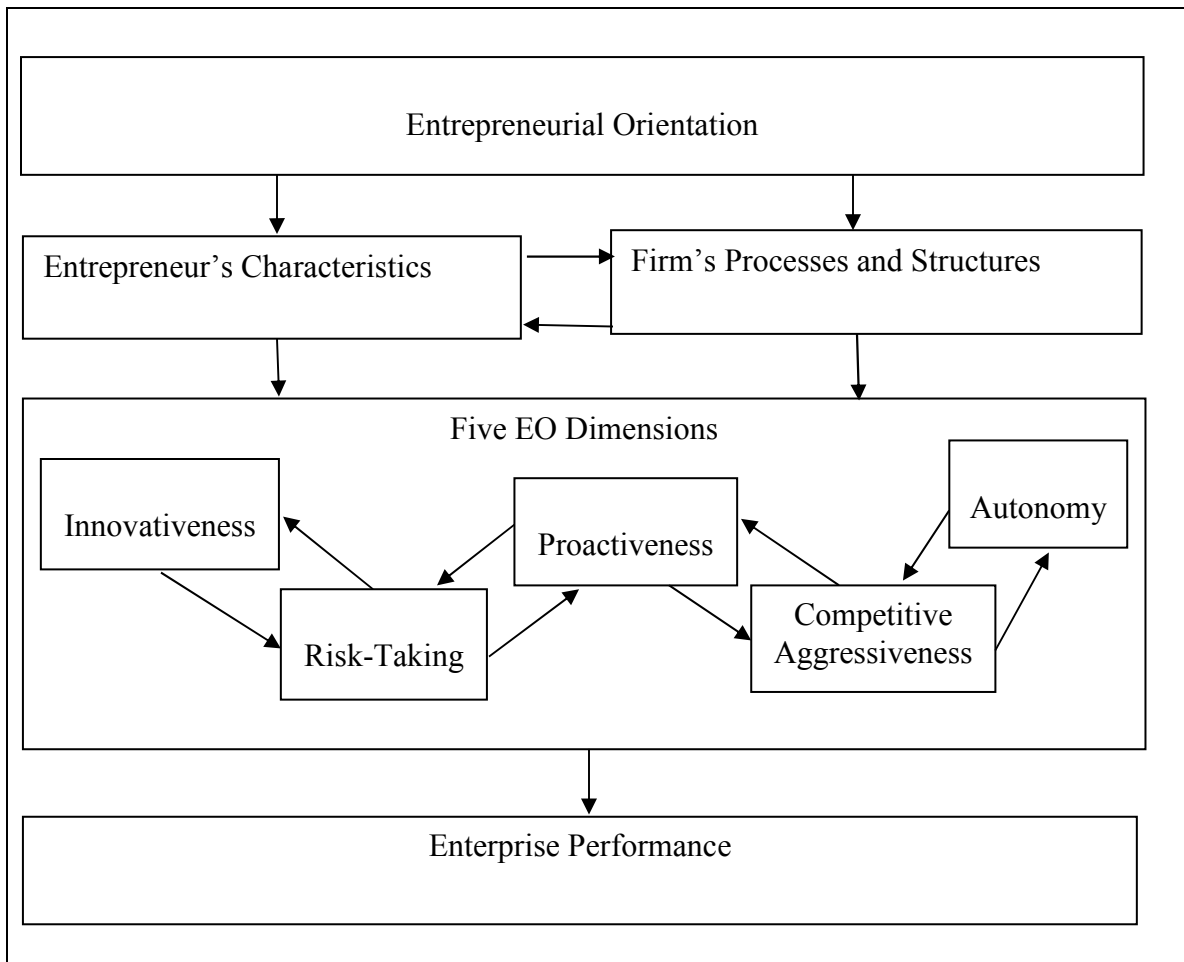 Entrepreneurial Orientation
Entrepreneur’s Characteristics
Firm’s Processes and Structures
Five EO Dimensions
Innovativeness
Risk-Taking
Proactiveness
Competitive
Aggressiveness
Autonomy
Enterprise Performance